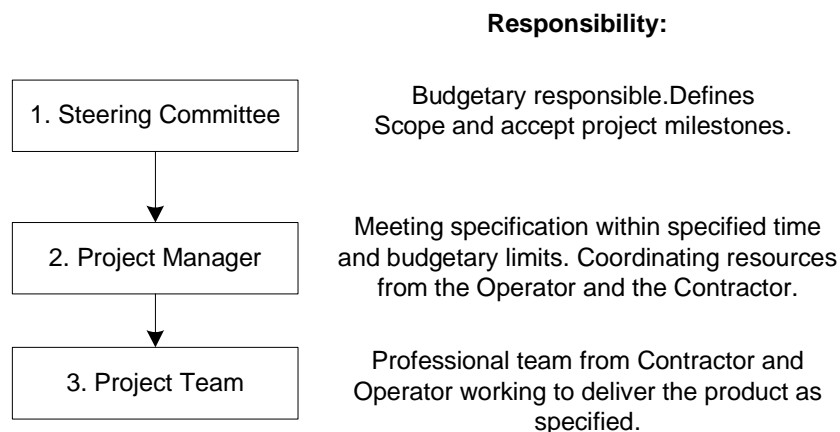 Responsibility:
1. Steering Committee
Budgetary responsible.Defines
Scope and accept project milestones.
2. Project Manager
Meeting specification within specified time
and budgetary limits. Coordinating resources
from the Operator and the Contractor.
3. Project Team
Professional team from Contractor and
Operator working to deliver the product as
specified.